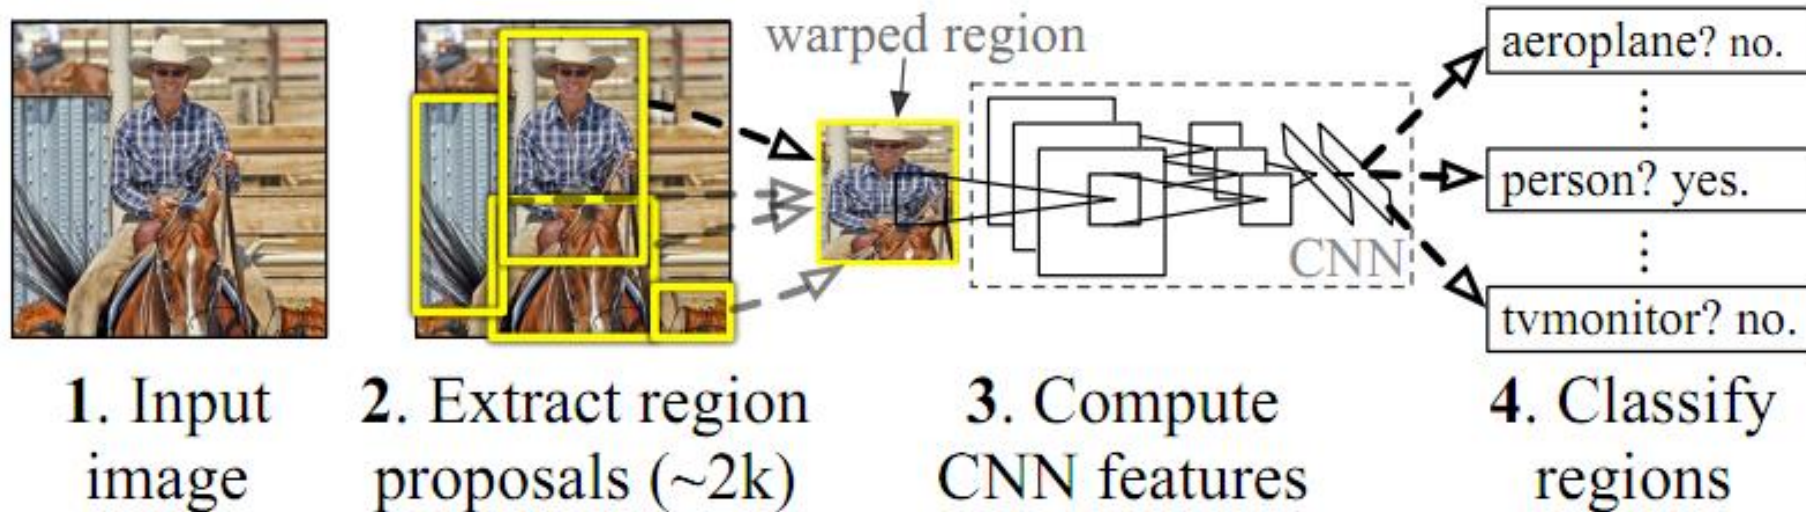 warped region
CNN
aeroplane? no.
person? yes.
tvmonitor? no.
1. Input
image
2. Extract region
proposals (~2k)
3. Compute
CNN features
4. Classify
regions